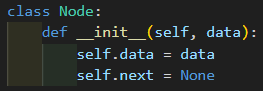 class Node:
    def __init__(self, data):
        self.data = data
        self.next = None